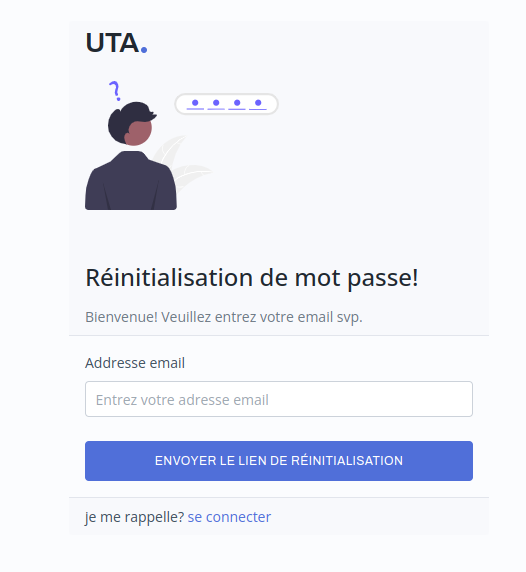 UTA.
?
Réinitialisation de mot passe!
Bienvenue! Veuillez entrez votre email svp.
Addresse email
Entrez votre adresse email
ENVOYER LE LIEN DE RÉINITIALISATION
je me rappelle? se connecter